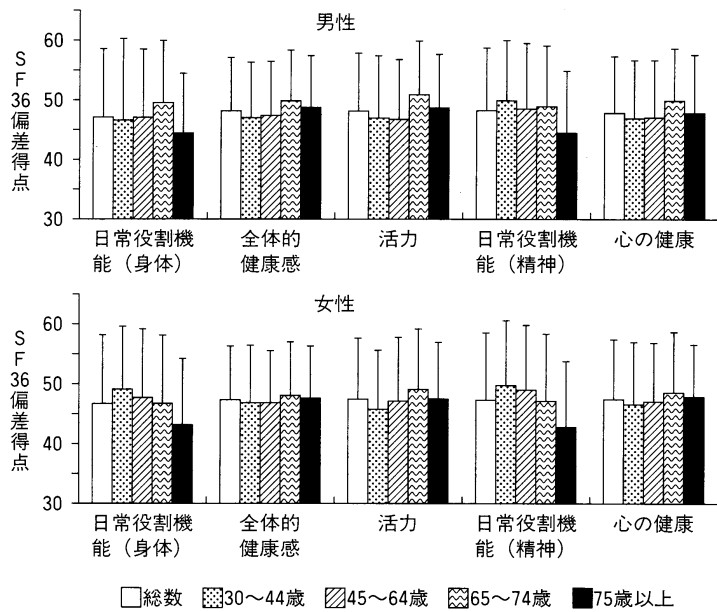 男性
SF36偏差得点
60
50
40
30
日常役割機
能（身体）
全体的
健康感
活力
日常役割機
能（精神）
心の健康
女性
SF36偏差得点
60
50
40
30
日常役割機
能（身体）
全体的
健康感
活力
日常役割機
能（精神）
心の健康
総数 30～44歳 45～64歳 65～74歳 75歳以上